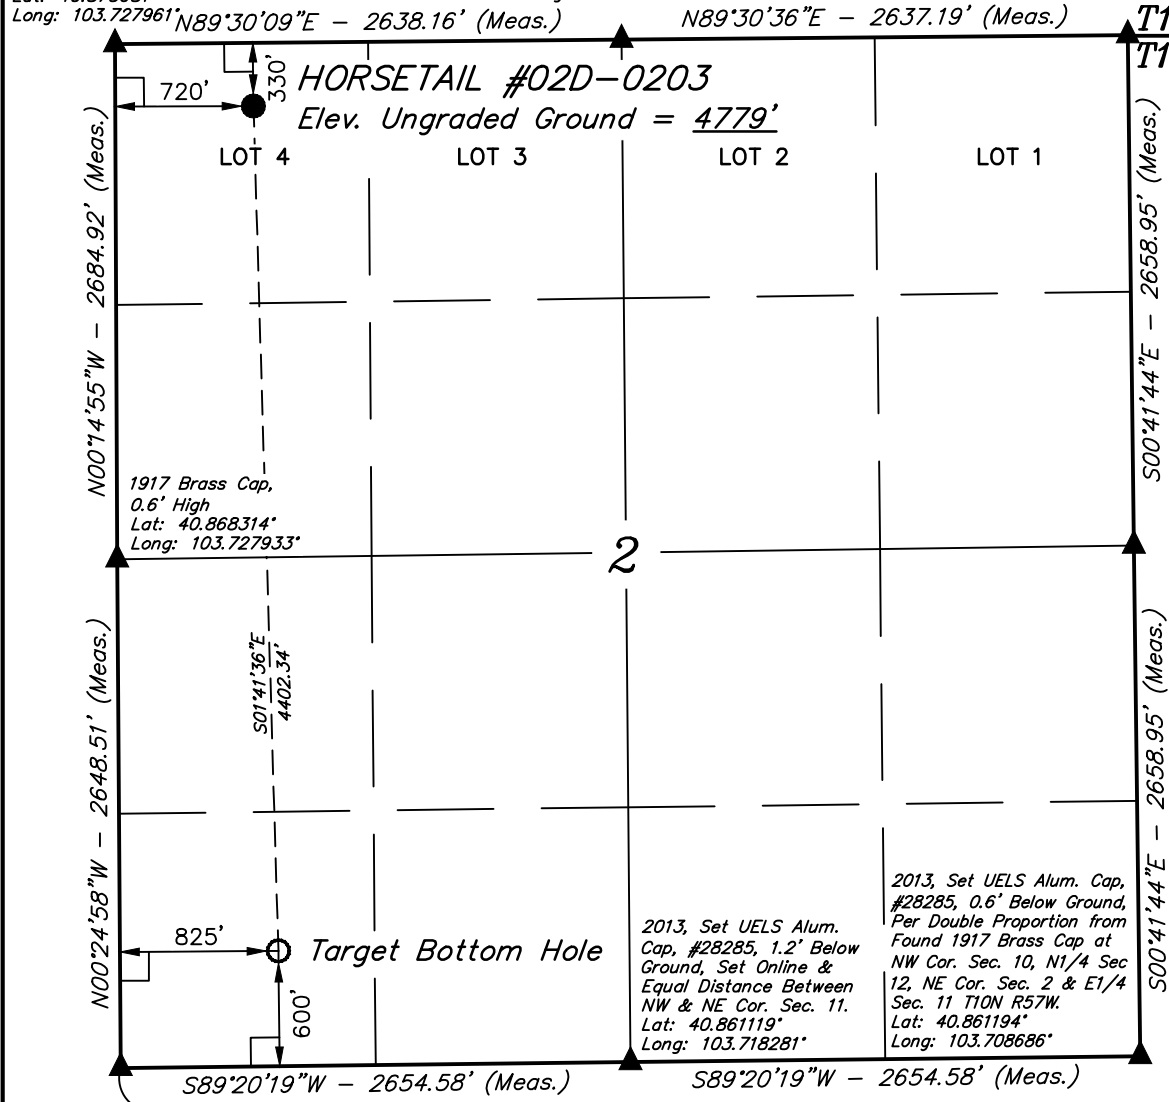 Long: 103.727961°
N89°30'09"E - 2638.16' (Meas.)
N89°30'36"E - 2637.19' (Meas.)
T1
T1
330'
720'
HORSETAIL #02D-0203
Elev. Ungraded Ground = 4779'
LOT 4
LOT 3
LOT 2
LOT 1
N00°14'55"W - 2684.92' (Meas.)
S00°41'44"E - 2658.95' (Meas.)
1917 Brass Cap,
0.6' High
Lat: 40.868314°
Long: 103.727933°
2
S01°41'36"E
4402.34'
N00°24'58"W - 2648.51' (Meas.)
S00°41'44"E - 2658.95' (Meas.)
825'
Target Bottom Hole
600'
2013, Set UELS Alum.
Cap, #28285, 1.2' Below
Ground, Set Online &
Equal Distance Between
NW & NE Cor. Sec. 11.
Lat: 40.861119°
Long: 103.718281°
2013, Set UELS Alum. Cap,
#28285, 0.6' Below Ground,
Per Double Proportion from
Found 1917 Brass Cap at
NW Cor. Sec. 10, N1/4 Sec
12, NE Cor. Sec. 2 & E1/4
Sec. 11 T10N R57W.
Lat: 40.861194°
Long: 103.708686°
S89°20'19"W - 2654.58' (Meas.)
S89°20'19"W - 2654.58' (Meas.)